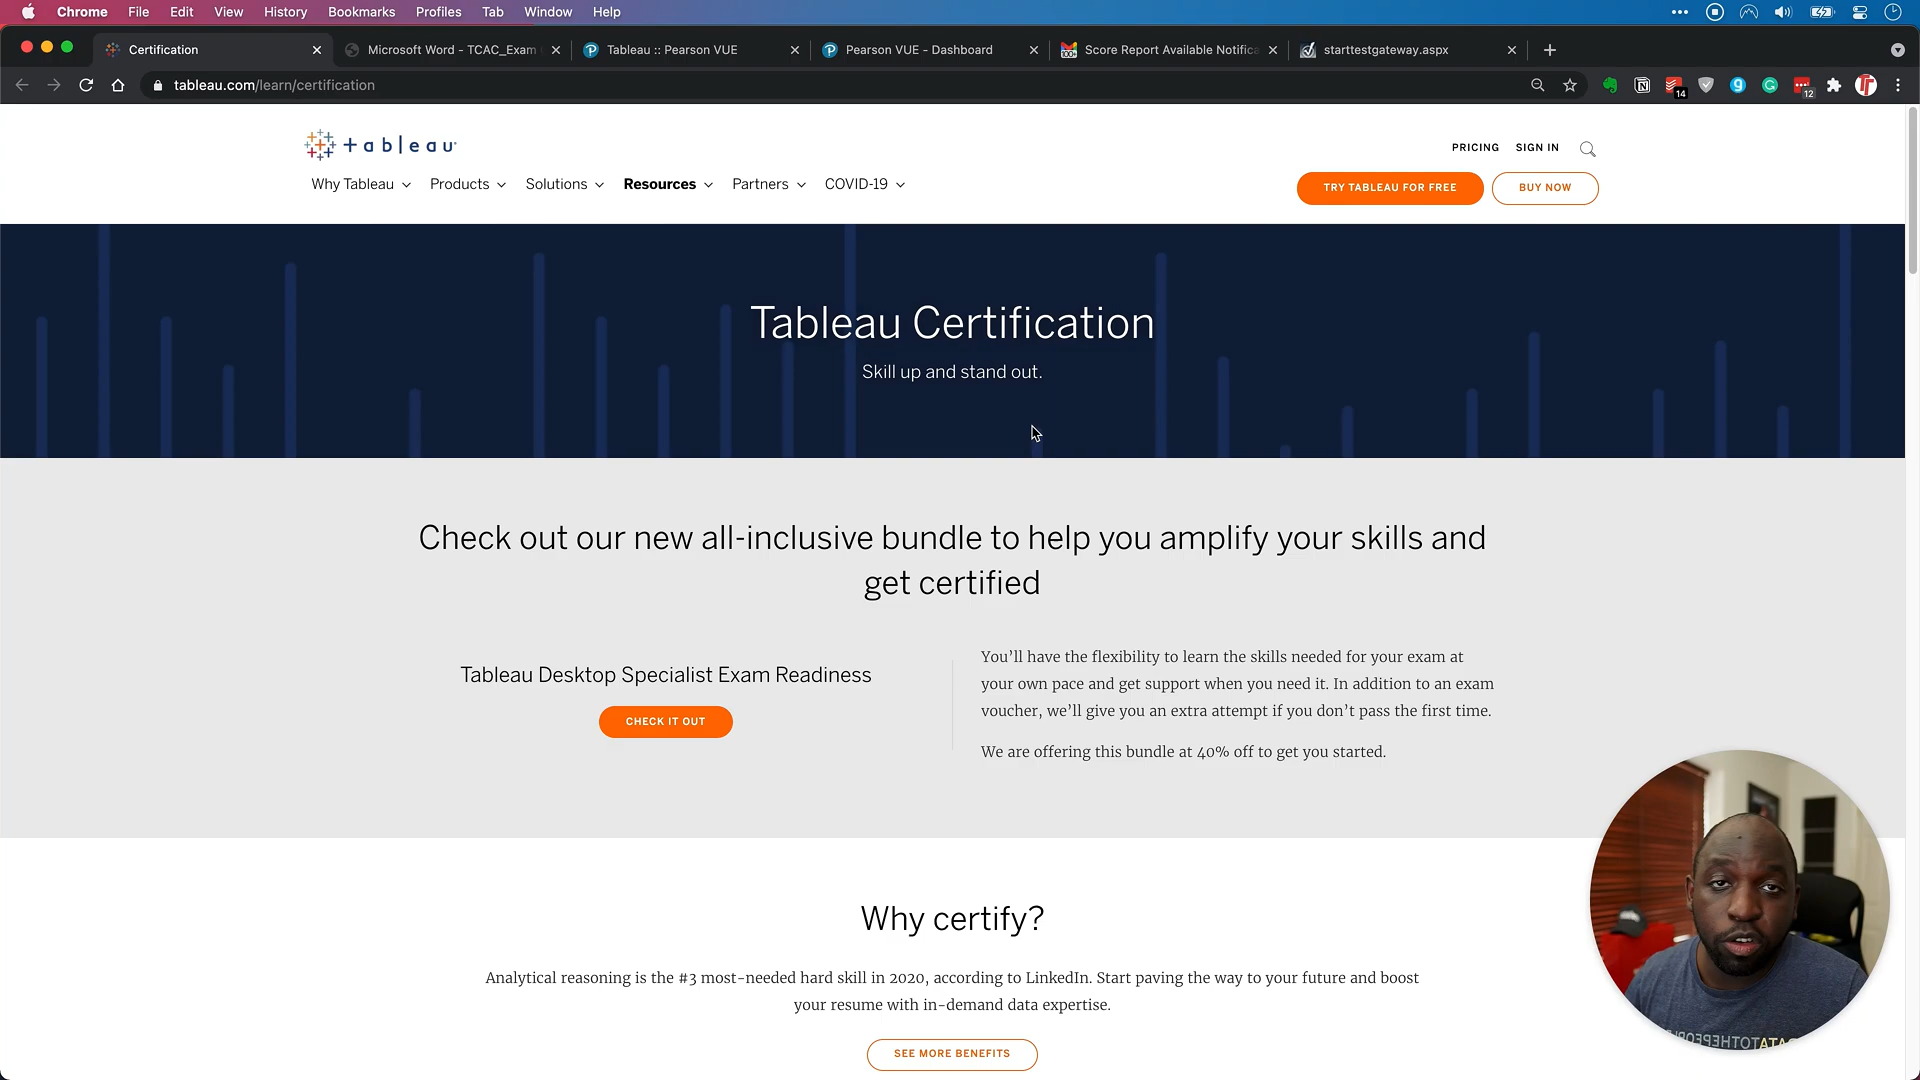 Chrome File Edit View History Bookmarks Profiles Tab Window Help
Certification
Microsoft Word - TCAC_Exam
Tableau :: Pearson VUE
Pearson VUE - Dashboard
Score Report Available Notifica
starttestgateway.aspx
tableau.com/learn/certification
14
12
+ a b l e a u
PRICING SIGN IN
Why Tableau Products Solutions Resources Partners COVID-19
TRY TABLEAU FOR FREE
BUY NOW
Tableau Certification
Skill up and stand out.
Check out our new all-inclusive bundle to help you amplify your skills and
get certified
Tableau Desktop Specialist Exam Readiness
CHECK IT OUT
You’ll have the flexibility to learn the skills needed for your exam at
your own pace and get support when you need it. In addition to an exam
voucher, we’ll give you an extra attempt if you don’t pass the first time.
We are offering this bundle at 40% off to get you started.
Why certify?
Analytical reasoning is the #3 most-needed hard skill in 2020, according to LinkedIn. Start paving the way to your future and boost
your resume with in-demand data expertise.
SEE MORE BENEFITS